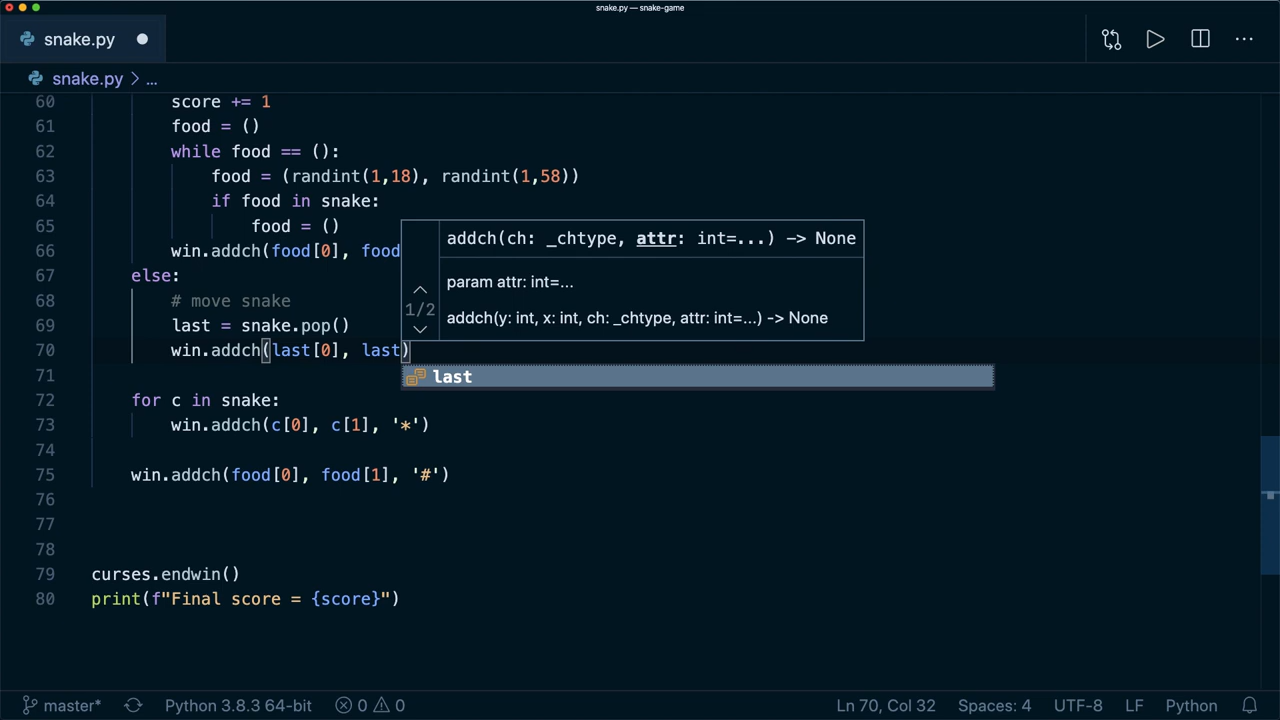 snake.py — snake-game
snake.py
snake.py > ...
60 score += 1
61 food = ()
62 while food == ():
63 food = (randint(1,18), randint(1,58))
64 if food in snake:
65 food = ()
66 win.addch(food[0], food
67 else:
68 # move snake
69 last = snake.pop()
70 win.addch(last[0], last)
71
72 for c in snake:
73 win.addch(c[0], c[1], '*')
74
75 win.addch(food[0], food[1], '#')
76
77
78
79 curses.endwin()
80 print(f"Final score = {score}")
addch(ch: _chtype, attr: int=...) -> None
param attr: int=...
1/2
addch(y: int, x: int, ch: _chtype, attr: int=...) -> None
last
master* Python 3.8.3 64-bit 0 0 Ln 70, Col 32 Spaces: 4 UTF-8 LF Python